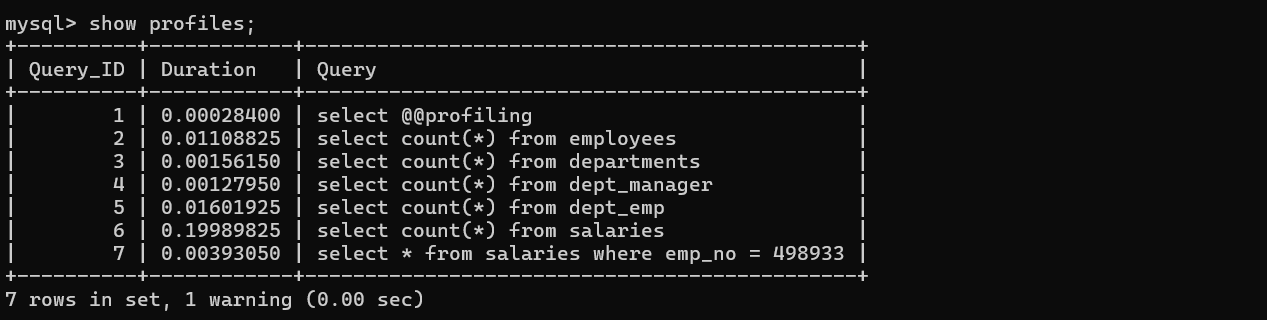 mysql> show profiles;
+----------+------------+----------------------------------------------+
| Query_ID | Duration   | Query                                        |
+----------+------------+----------------------------------------------+
|        1 | 0.00028400 | select @@profiling                           |
|        2 | 0.01108825 | select count(*) from employees               |
|        3 | 0.00156150 | select count(*) from departments             |
|        4 | 0.00127950 | select count(*) from dept_manager            |
|        5 | 0.01601925 | select count(*) from dept_emp                |
|        6 | 0.19989825 | select count(*) from salaries                |
|        7 | 0.00393050 | select * from salaries where emp_no = 498933 |
+----------+------------+----------------------------------------------+
7 rows in set, 1 warning (0.00 sec)